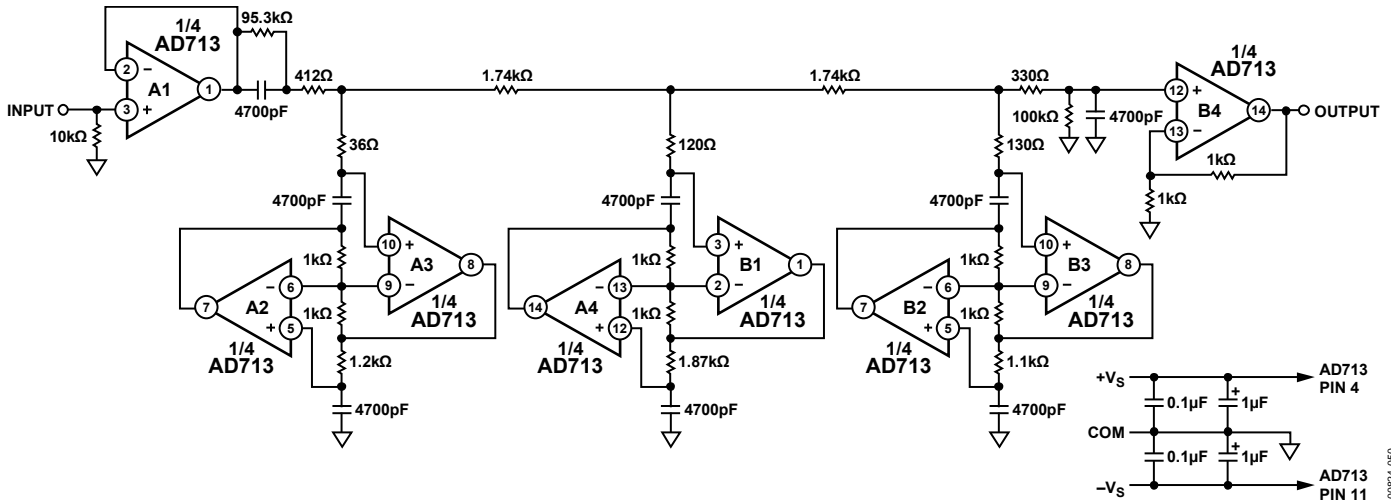 95.3kΩ
1/4
AD713
2
−
A1
1
3
+
INPUT
10kΩ
4700pF
412Ω
1.74kΩ
1.74kΩ
330Ω
100kΩ
4700pF
1/4
AD713
12
+
B4
14
13
−
OUTPUT
1kΩ
1kΩ
36Ω
4700pF
10
+
A3
8
9
−
1/4
AD713
1kΩ
1kΩ
−
6
A2
7
+
5
1/4
AD713
1.2kΩ
4700pF
120Ω
4700pF
3
+
B1
1
2
−
1/4
AD713
1kΩ
1kΩ
−
13
A4
14
+
12
1/4
AD713
1.87kΩ
4700pF
130Ω
4700pF
10
+
B3
8
9
−
1/4
AD713
1kΩ
1kΩ
−
6
B2
7
+
5
1/4
AD713
1.1kΩ
4700pF
+VS
AD713
PIN 4
0.1µF
+
1µF
COM
0.1µF
+
1µF
−VS
AD713
PIN 11